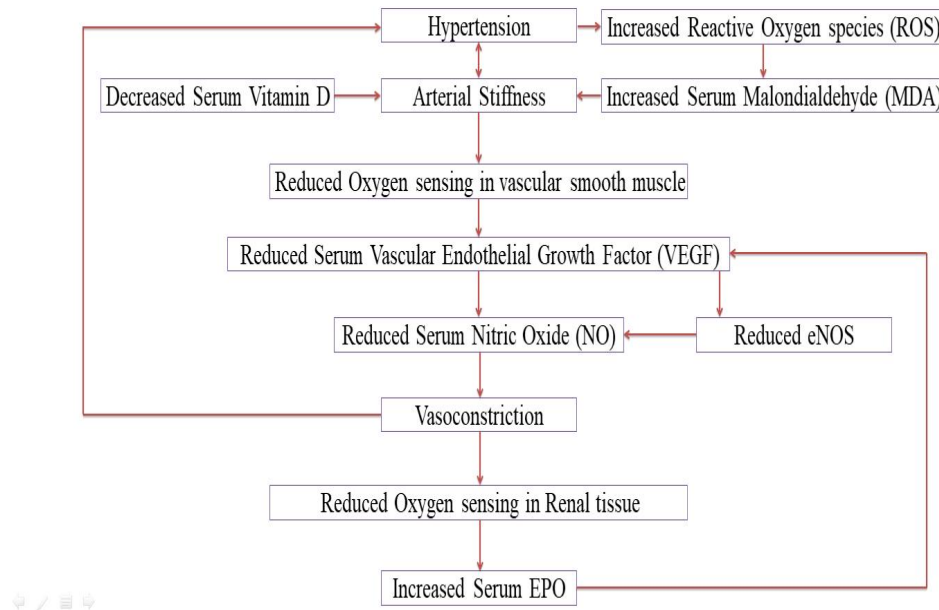 Hypertension
Increased Reactive Oxygen species (ROS)
Decreased Serum Vitamin D
Arterial Stiffness
Increased Serum Malondialdehyde (MDA)
Reduced Oxygen sensing in vascular smooth muscle
Reduced Serum Vascular Endothelial Growth Factor (VEGF)
Reduced Serum Nitric Oxide (NO)
Reduced eNOS
Vasoconstriction
Reduced Oxygen sensing in Renal tissue
Increased Serum EPO